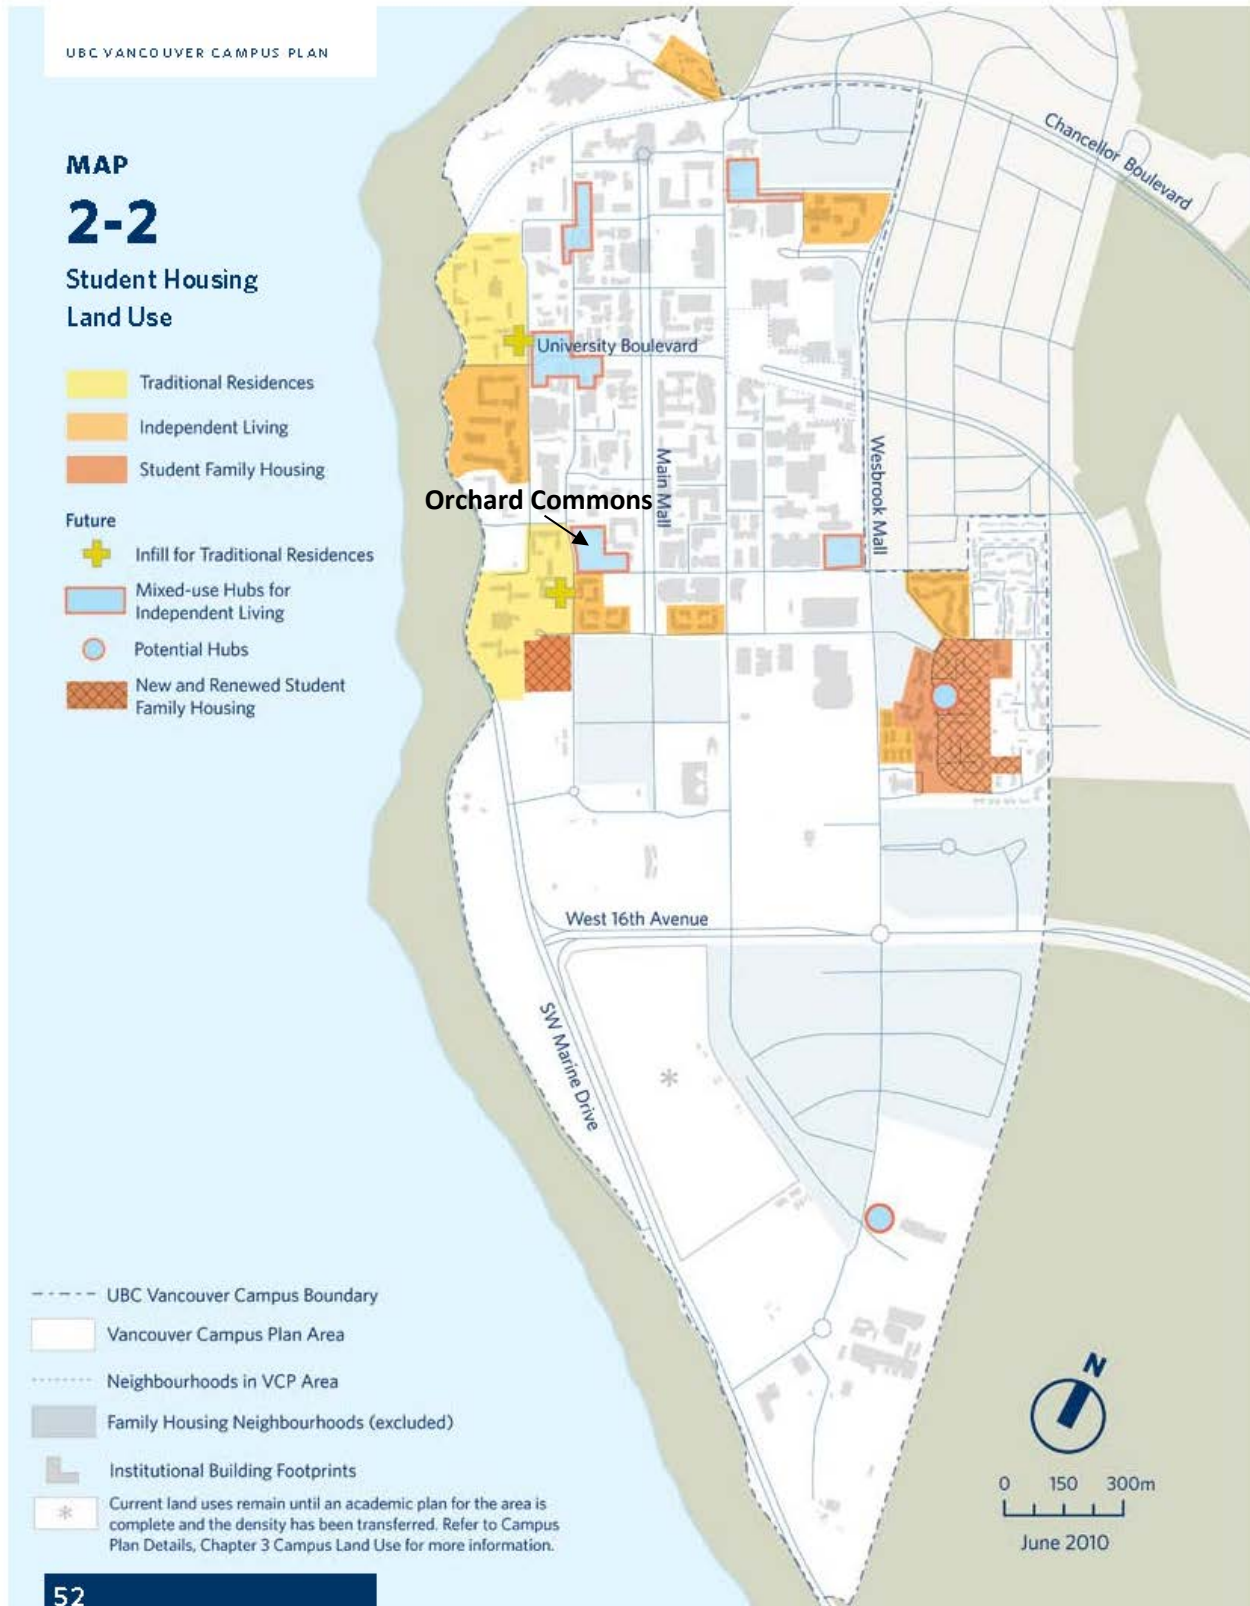 UBC VANCOUVER CAMPUS PLAN
MAP
2-2
Student Housing
Land Use
Traditional Residences
Independent Living
Student Family Housing
Future
Infill for Traditional Residences
Mixed-use Hubs for
Independent Living
Potential Hubs
New and Renewed Student
Family Housing
Chancellor Boulevard
University Boulevard
Main Mall
Wesbrook Mall
Orchard Commons
West 16th Avenue
SW Marine Drive
*
UBC Vancouver Campus Boundary
Vancouver Campus Plan Area
Neighbourhoods in VCP Area
Family Housing Neighbourhoods (excluded)
Institutional Building Footprints
* Current land uses remain until an academic plan for the area is
complete and the density has been transferred. Refer to Campus
Plan Details, Chapter 3 Campus Land Use for more information.
N
0 150 300m
June 2010
52